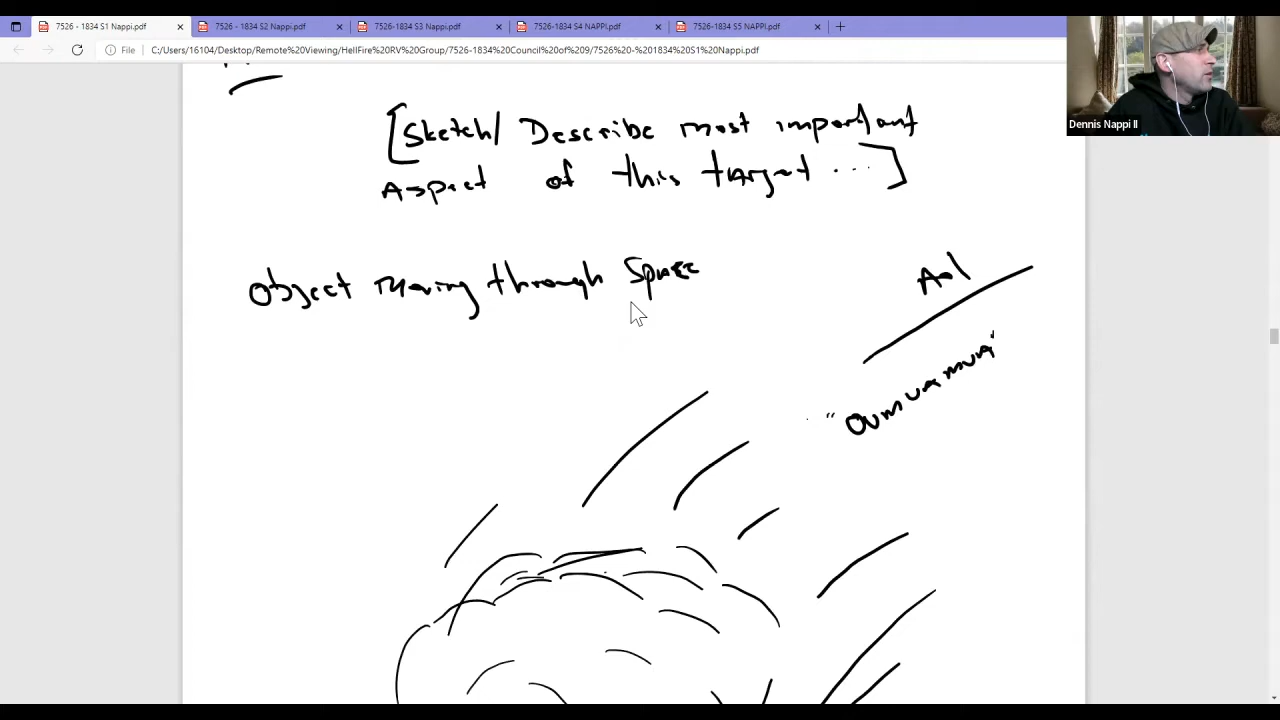 7526 - 1834 S1 Nappi.pdf
7526 - 1834 S2 Nappi.pdf
7526-1834 S3 Nappi.pdf
7526-1834 S4 NAPPI.pdf
7526-1834 S5 NAPPI.pdf
File
C:/Users/16104/Desktop/Remote%20Viewing/HellFire%20RV%20Group/7526-1834%20Council%20of%209/7526%20-%201834%20S1%20Nappi.pdf
Dennis Nappi II
[Sketch/ Describe most important
Aspect of this target ...]
Object moving through Space
Aol
"Oumuamua"